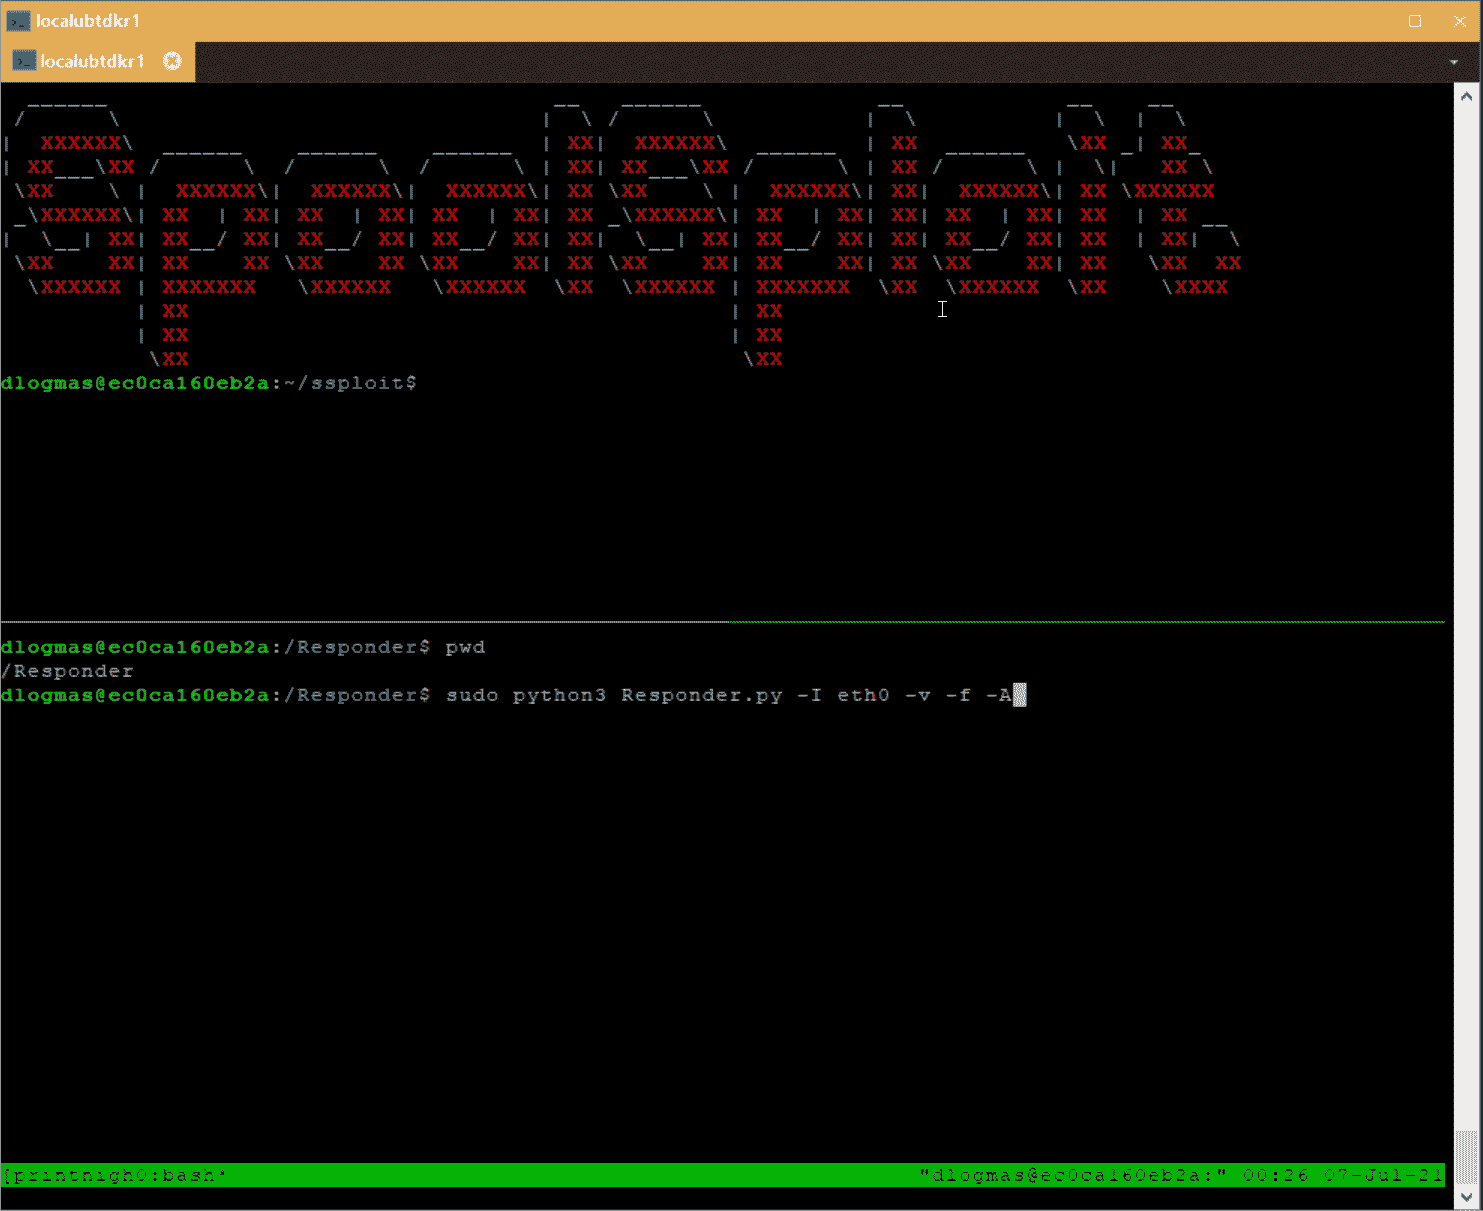 localubtdkr1
localubtdkr1
SpoolSploit
dlogmas@ec0ca160eb2a:~/ssploit$
dlogmas@ec0ca160eb2a:/Responder$ pwd
/Responder
dlogmas@ec0ca160eb2a:/Responder$ sudo python3 Responder.py -I eth0 -v -f -A
[printnigh0:bash* "dlogmas@ec0ca160eb2a:" 00:26 07-Jul-21